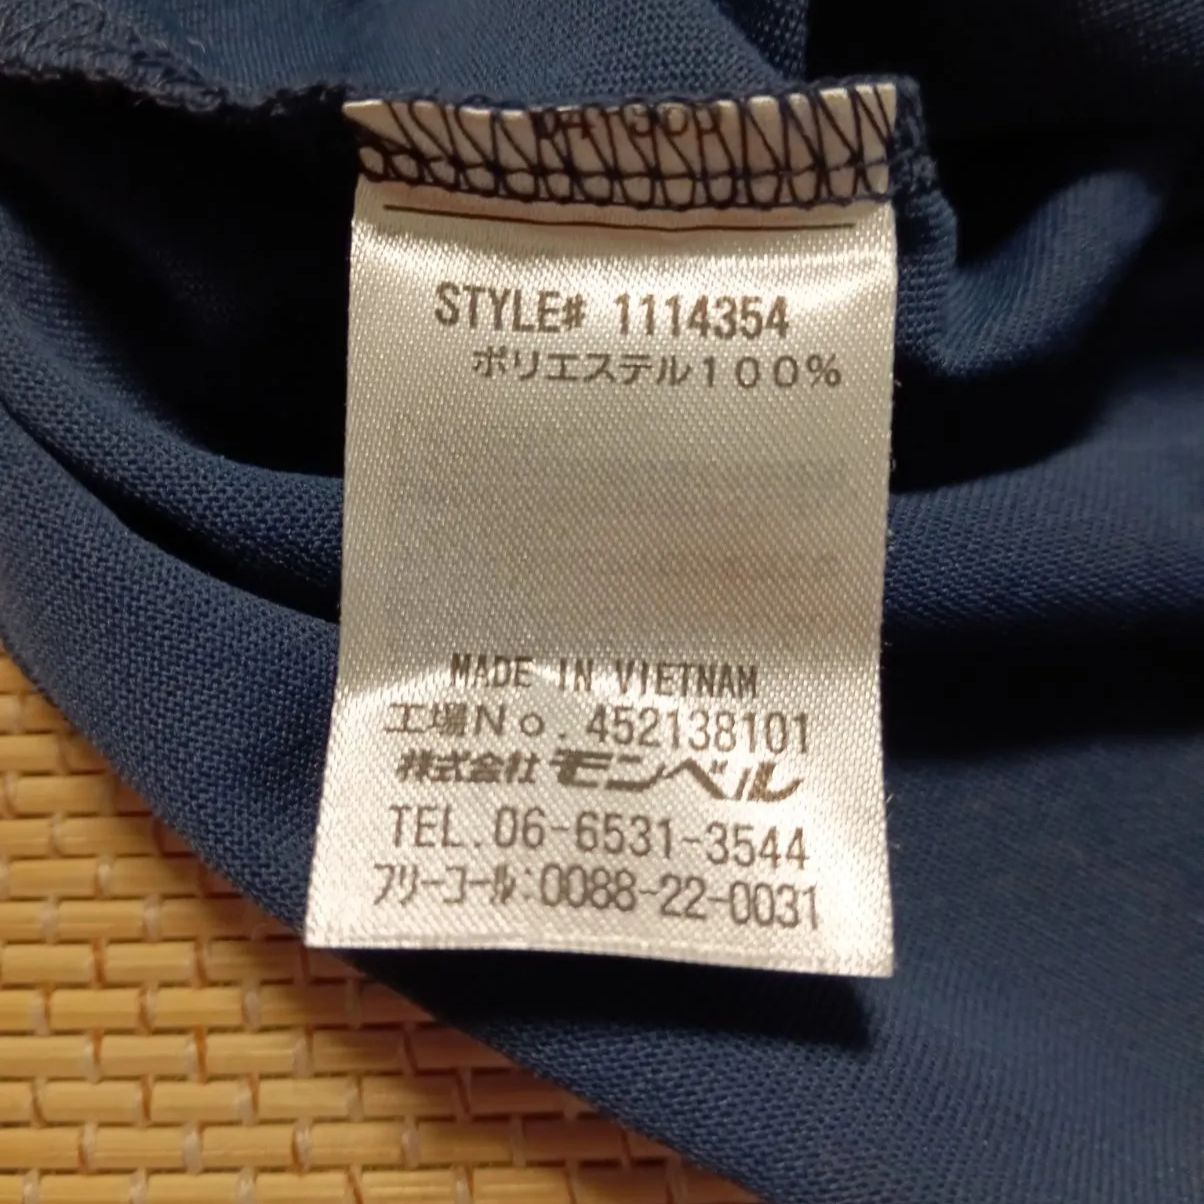 STYLE# 1114354
ポリエステル100%
MADE IN VIETNAM
工場No.452138101
株式会社モンベル
TEL.06-6531-3544
フリーコール:0088-22-0031